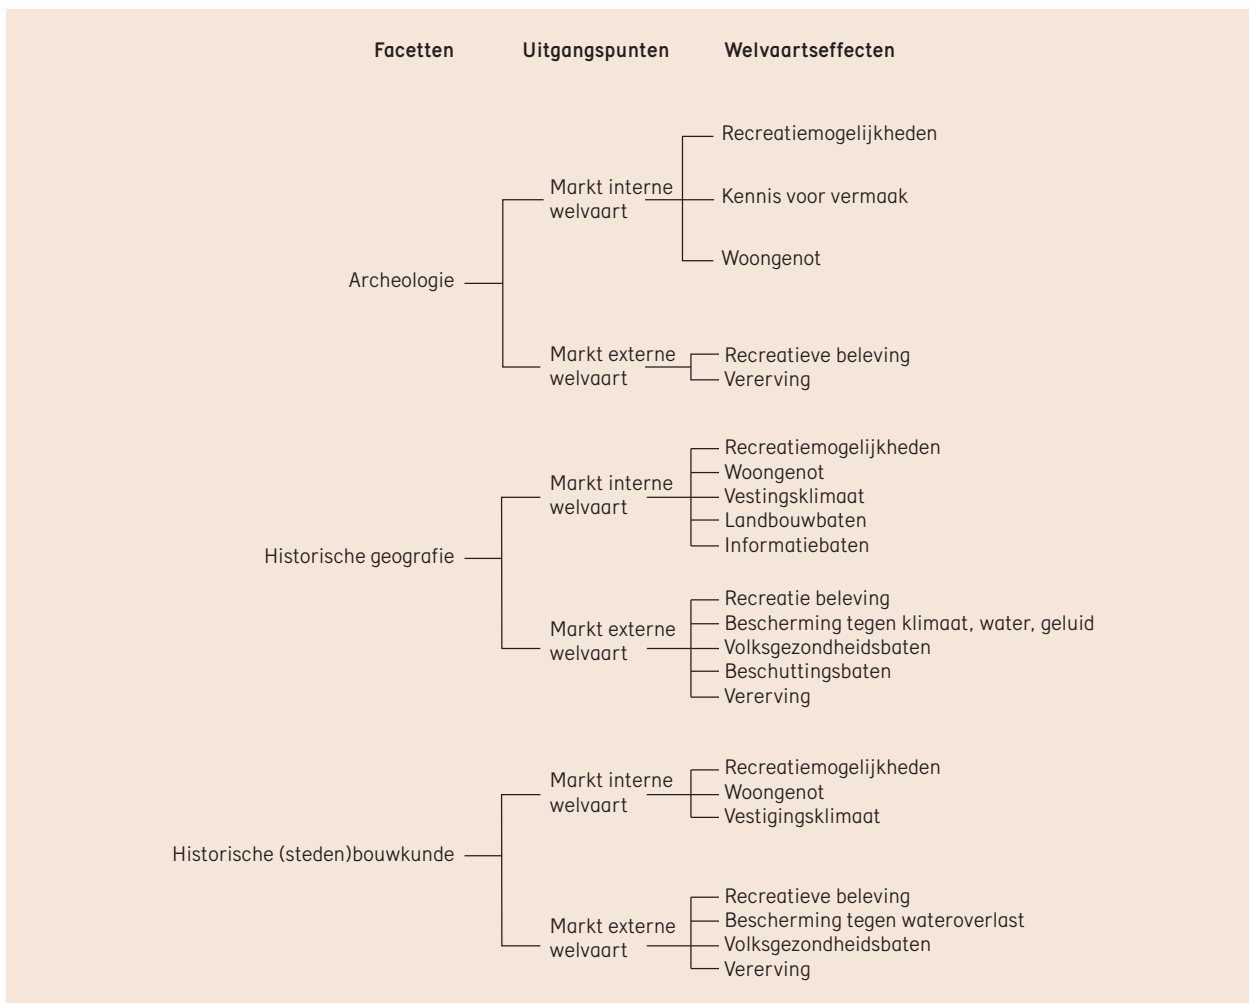 Facetten Uitgangspunten Welvaartseffecten
Recreatiemogelijkheden
Markt interne
welvaart
Kennis voor vermaak
Woongenot
Archeologie
Markt externe
welvaart
Recreatieve beleving
Vererving
Recreatiemogelijkheden
Woongenot
Markt interne
welvaart
Vestingsklimaat
Landbouwbaten
Informatiebaten
Historische geografie
Recreatie beleving
Bescherming tegen klimaat, water, geluid
Markt externe
welvaart
Volksgezondheidsbaten
Beschuttingsbaten
Vererving
Recreatiemogelijkheden
Markt interne
welvaart
Woongenot
Vestigingsklimaat
Historische (steden)bouwkunde
Recreatieve beleving
Bescherming tegen wateroverlast
Markt externe
welvaart
Volksgezondheidsbaten
Vererving